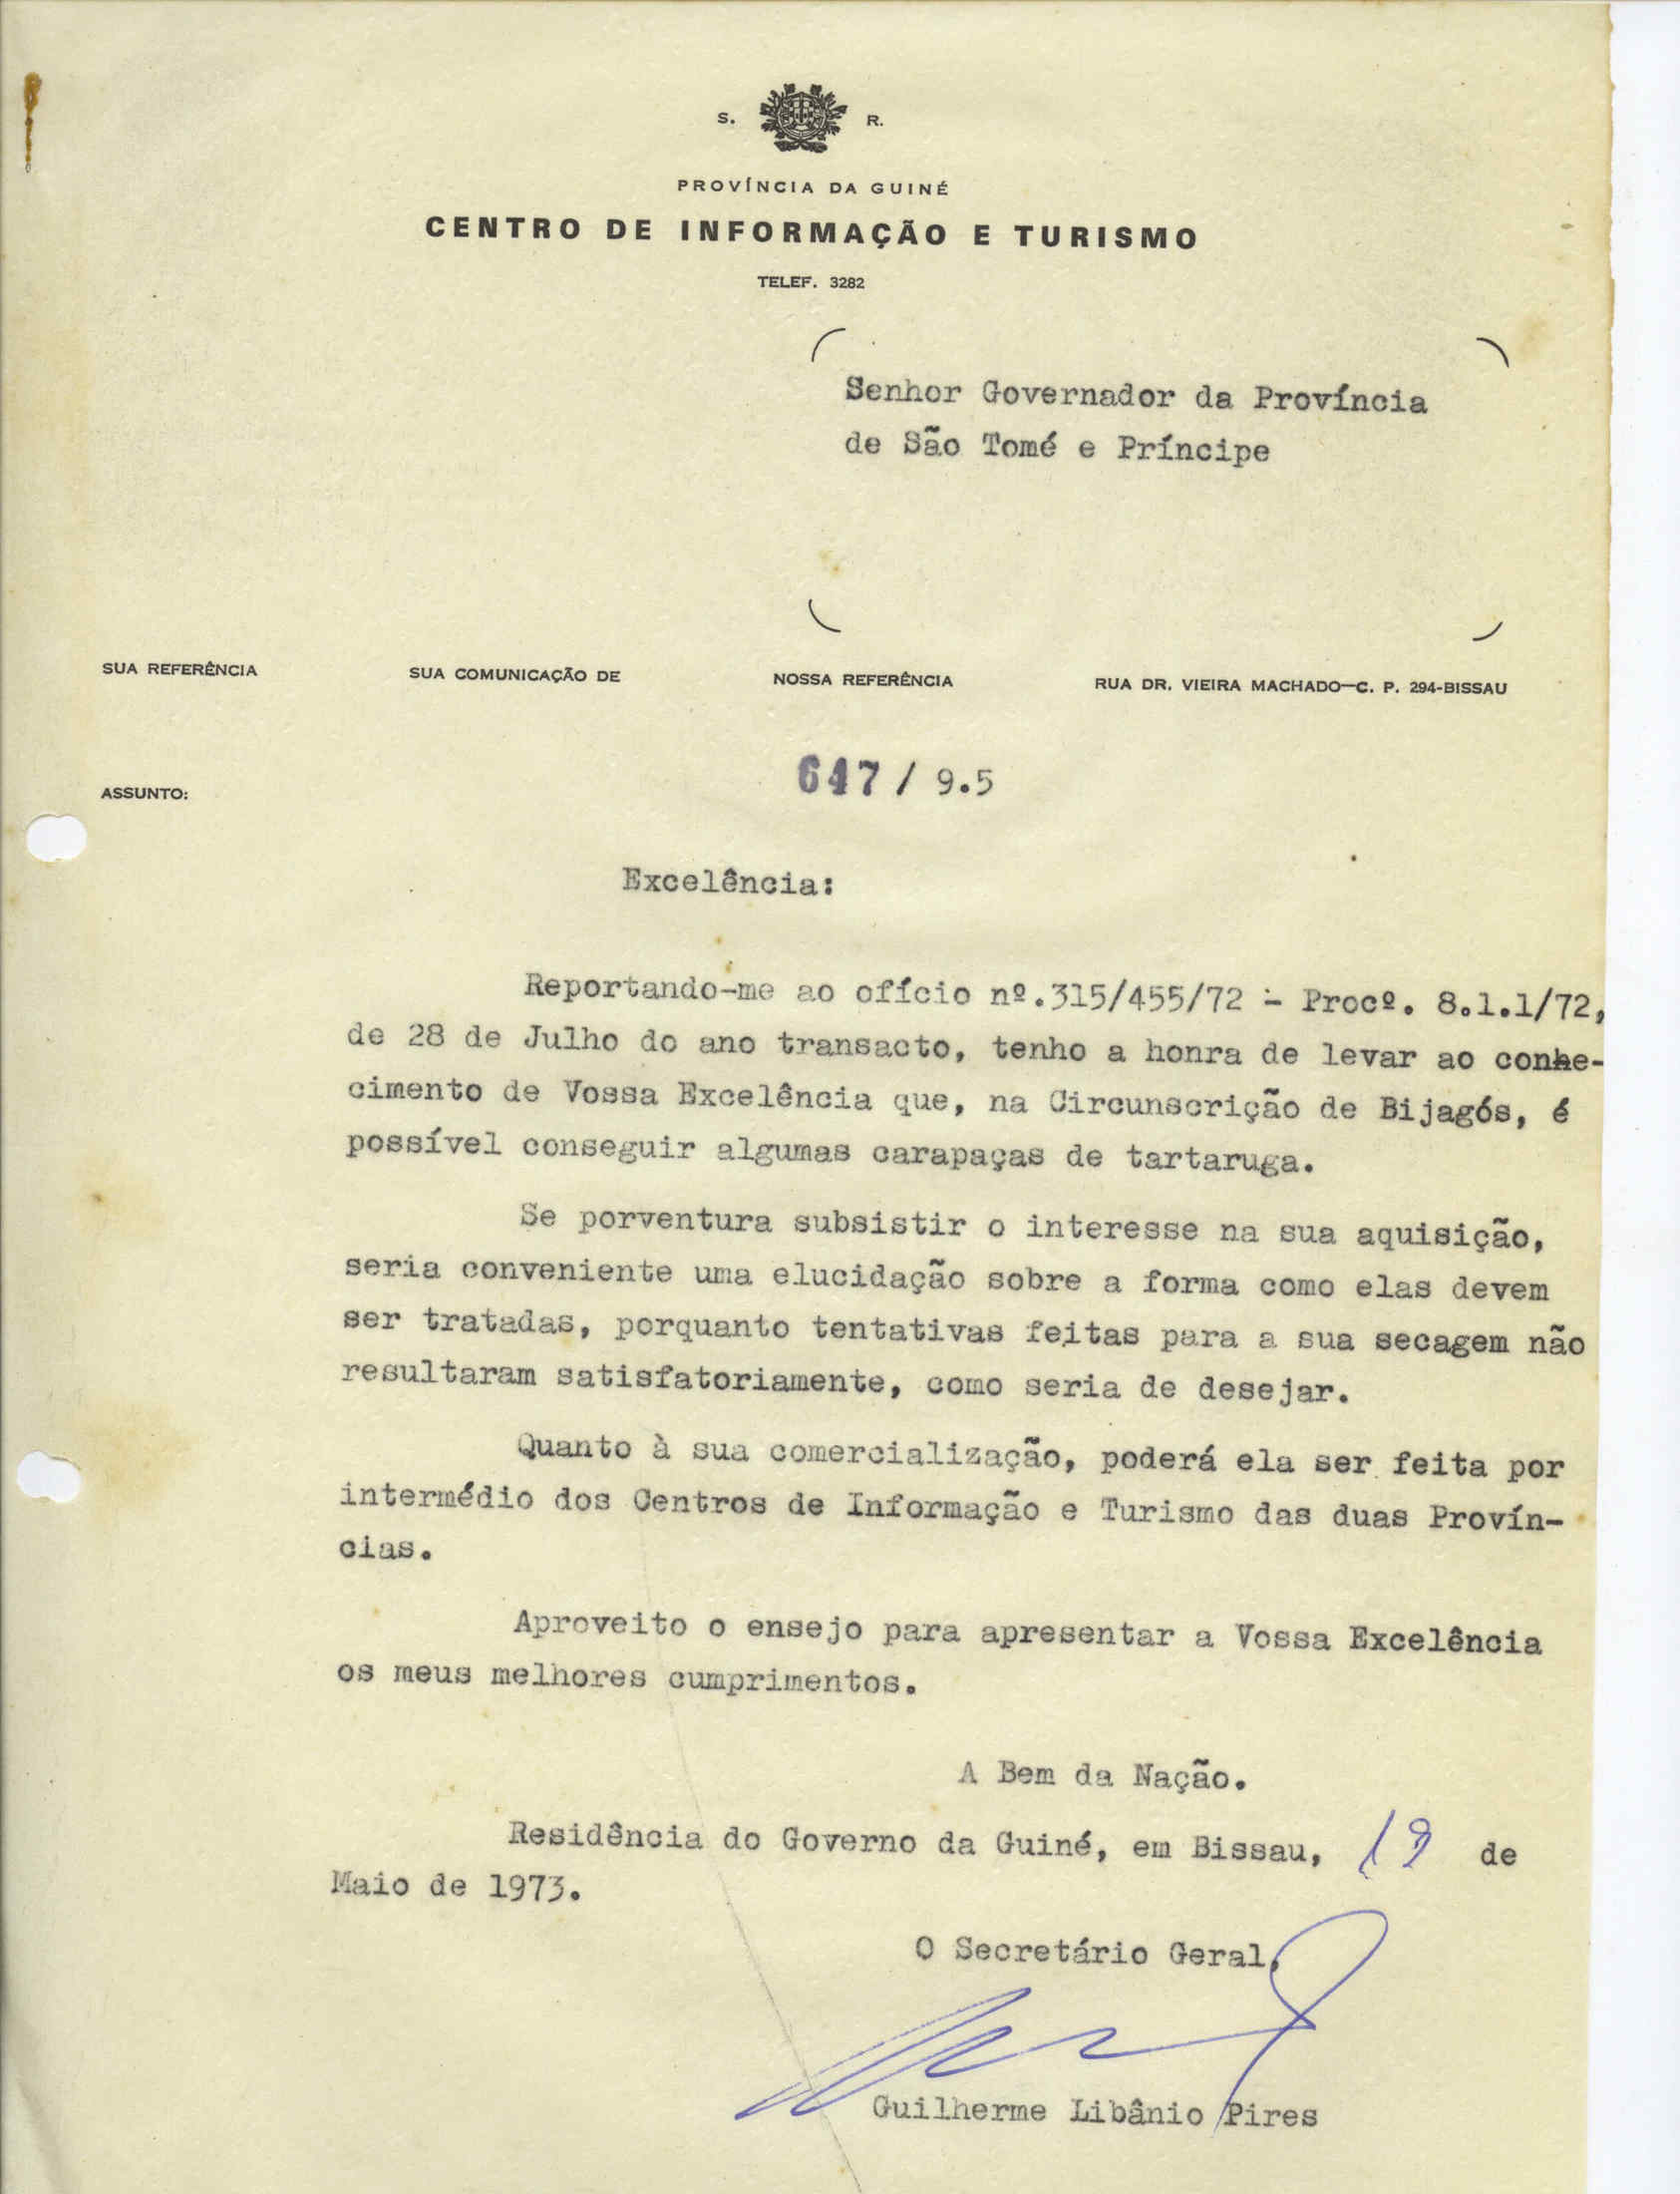 S. R.
PROVÍNCIA DA GUINÉ
CENTRO DE INFORMAÇÃO E TURISMO
TELEF. 3282
Senhor Governador da Província
de São Tomé e Príncipe
SUA REFERÊNCIA SUA COMUNICAÇÃO DE NOSSA REFERÊNCIA RUA DR. VIEIRA MACHADO—C. P. 294-BISSAU
647 / 9.5
ASSUNTO:
Excelência:
Reportando-me ao ofício nº.315/455/72 - Procº. 8.1.1/72,
de 28 de Julho do ano transacto, tenho a honra de levar ao conhe-
cimento de Vossa Excelência que, na Circunscrição de Bijagós, é
possível conseguir algumas carapaças de tartaruga.
Se porventura subsistir o interesse na sua aquisição,
seria conveniente uma elucidação sobre a forma como elas devem
ser tratadas, porquanto tentativas feitas para a sua secagem não
resultaram satisfatoriamente, como seria de desejar.
Quanto à sua comercialização, poderá ela ser feita por
intermédio dos Centros de Informação e Turismo das duas Provín-
cias.
Aproveito o ensejo para apresentar a Vossa Excelência
os meus melhores cumprimentos.
A Bem da Nação.
Residência do Governo da Guiné, em Bissau, 19 de
Maio de 1973.
O Secretário Geral,
Guilherme Libânio Pires